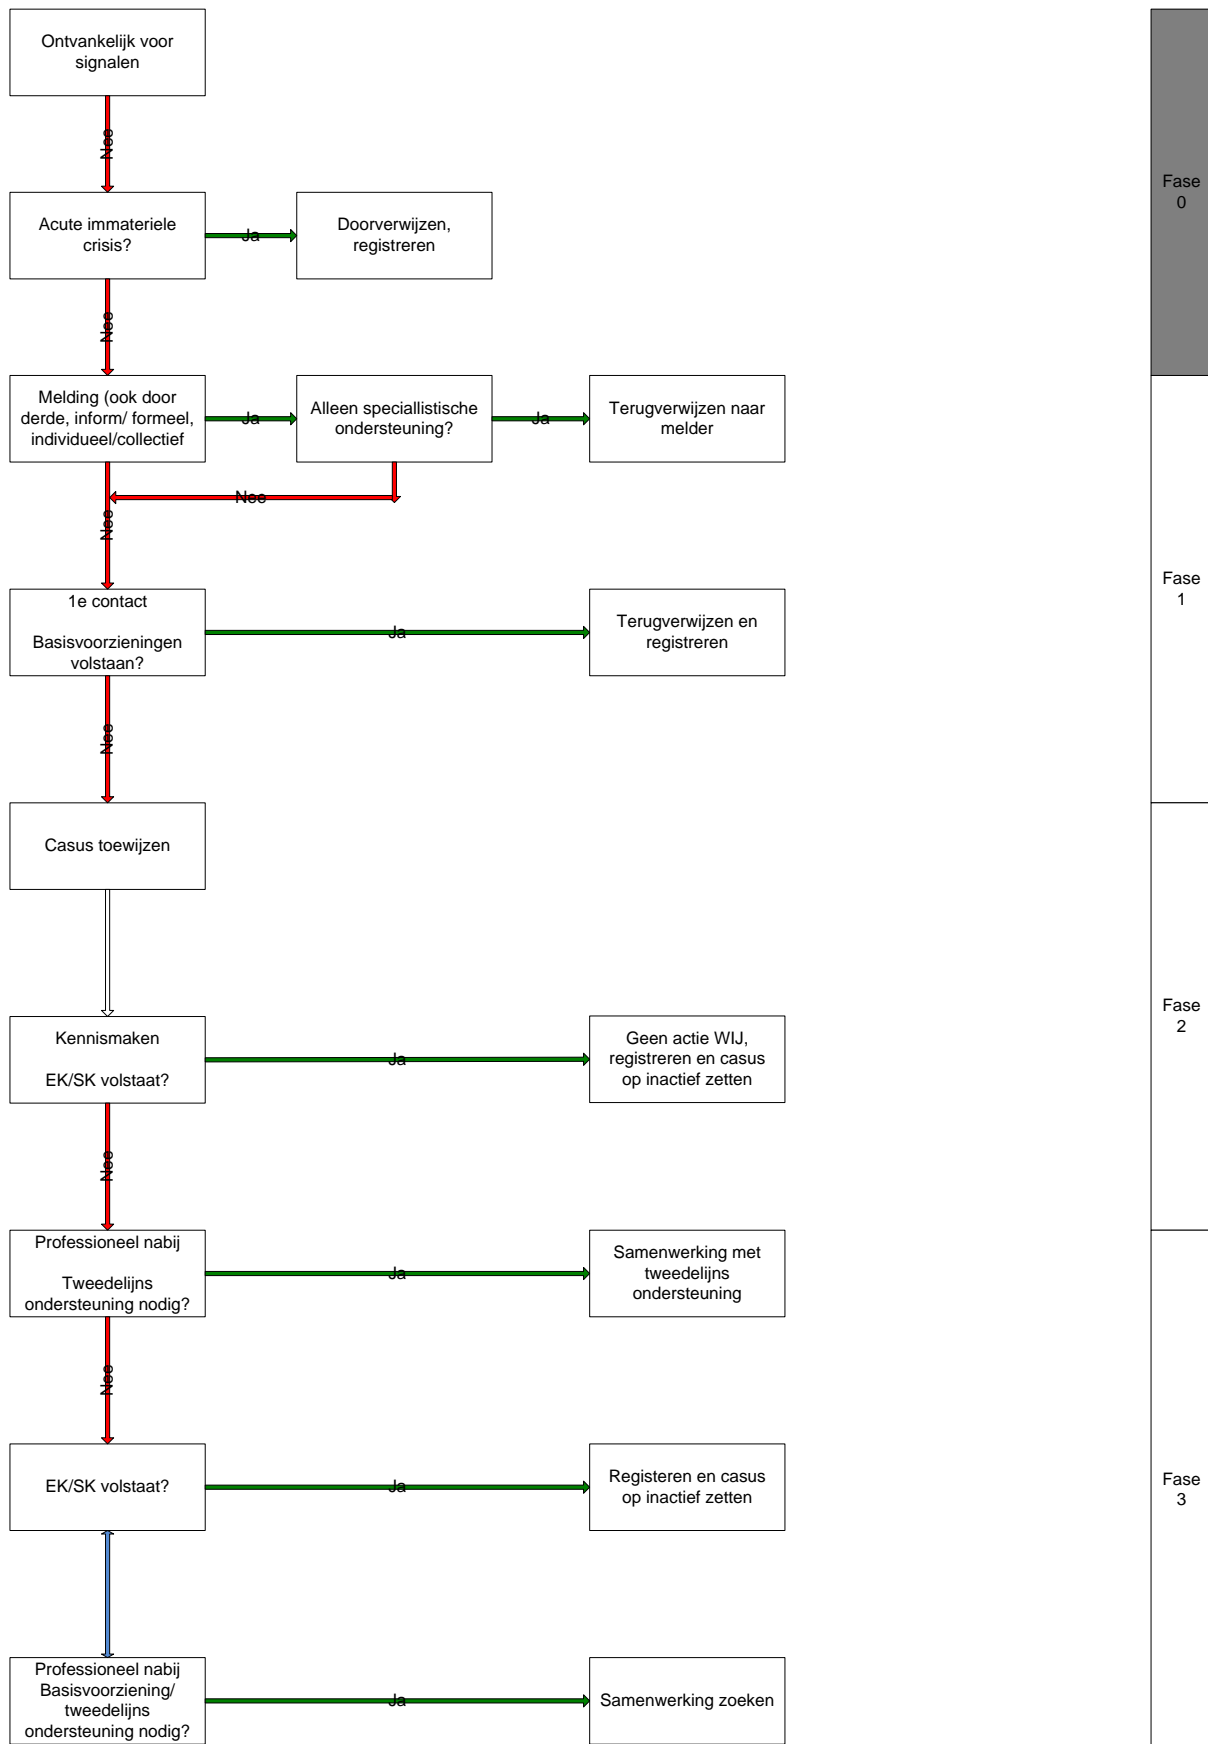 Ontvankelijk voor
signalen
Nee
Fase
0
Acute immateriele
crisis?
Ja
Doorverwijzen,
registreren
Nee
Melding (ook door
derde, inform/ formeel,
individueel/collectief
Ja
Alleen speciallistische
ondersteuning?
Ja
Terugverwijzen naar
melder
Nee
Nee
Fase
1
1e contact
Basisvoorzieningen
volstaan?
Ja
Terugverwijzen en
registreren
Nee
Casus toewijzen
Fase
2
Kennismaken
EK/SK volstaat?
Ja
Geen actie WIJ,
registreren en casus
op inactief zetten
Nee
Professioneel nabij
Tweedelijns
ondersteuning nodig?
Ja
Samenwerking met
tweedelijns
ondersteuning
Nee
EK/SK volstaat?
Ja
Registeren en casus
op inactief zetten
Fase
3
Professioneel nabij
Basisvoorziening/
tweedelijns
ondersteuning nodig?
Ja
Samenwerking zoeken